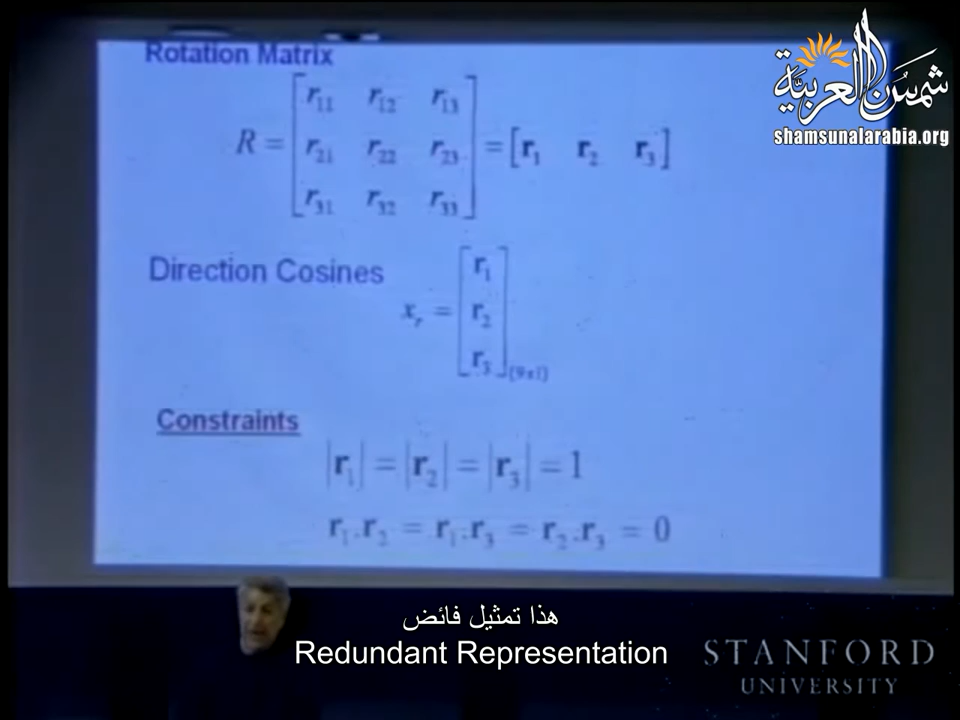 Rotation Matrix
شمس العربية
shamsunalarabia.org
R = [r₁₁ r₁₂ r₁₃
r₂₁ r₂₂ r₂₃
r₃₁ r₃₂ r₃₃] = [r₁ r₂ r₃]
Direction Cosines
xᵣ = [r₁
r₂
r₃](9x1)
Constraints
|r₁| = |r₂| = |r₃| = 1
r₁.r₂ = r₁.r₃ = r₂.r₃ = 0
هذا تمثيل فائض
Redundant Representation
STANFORD
UNIVERSITY